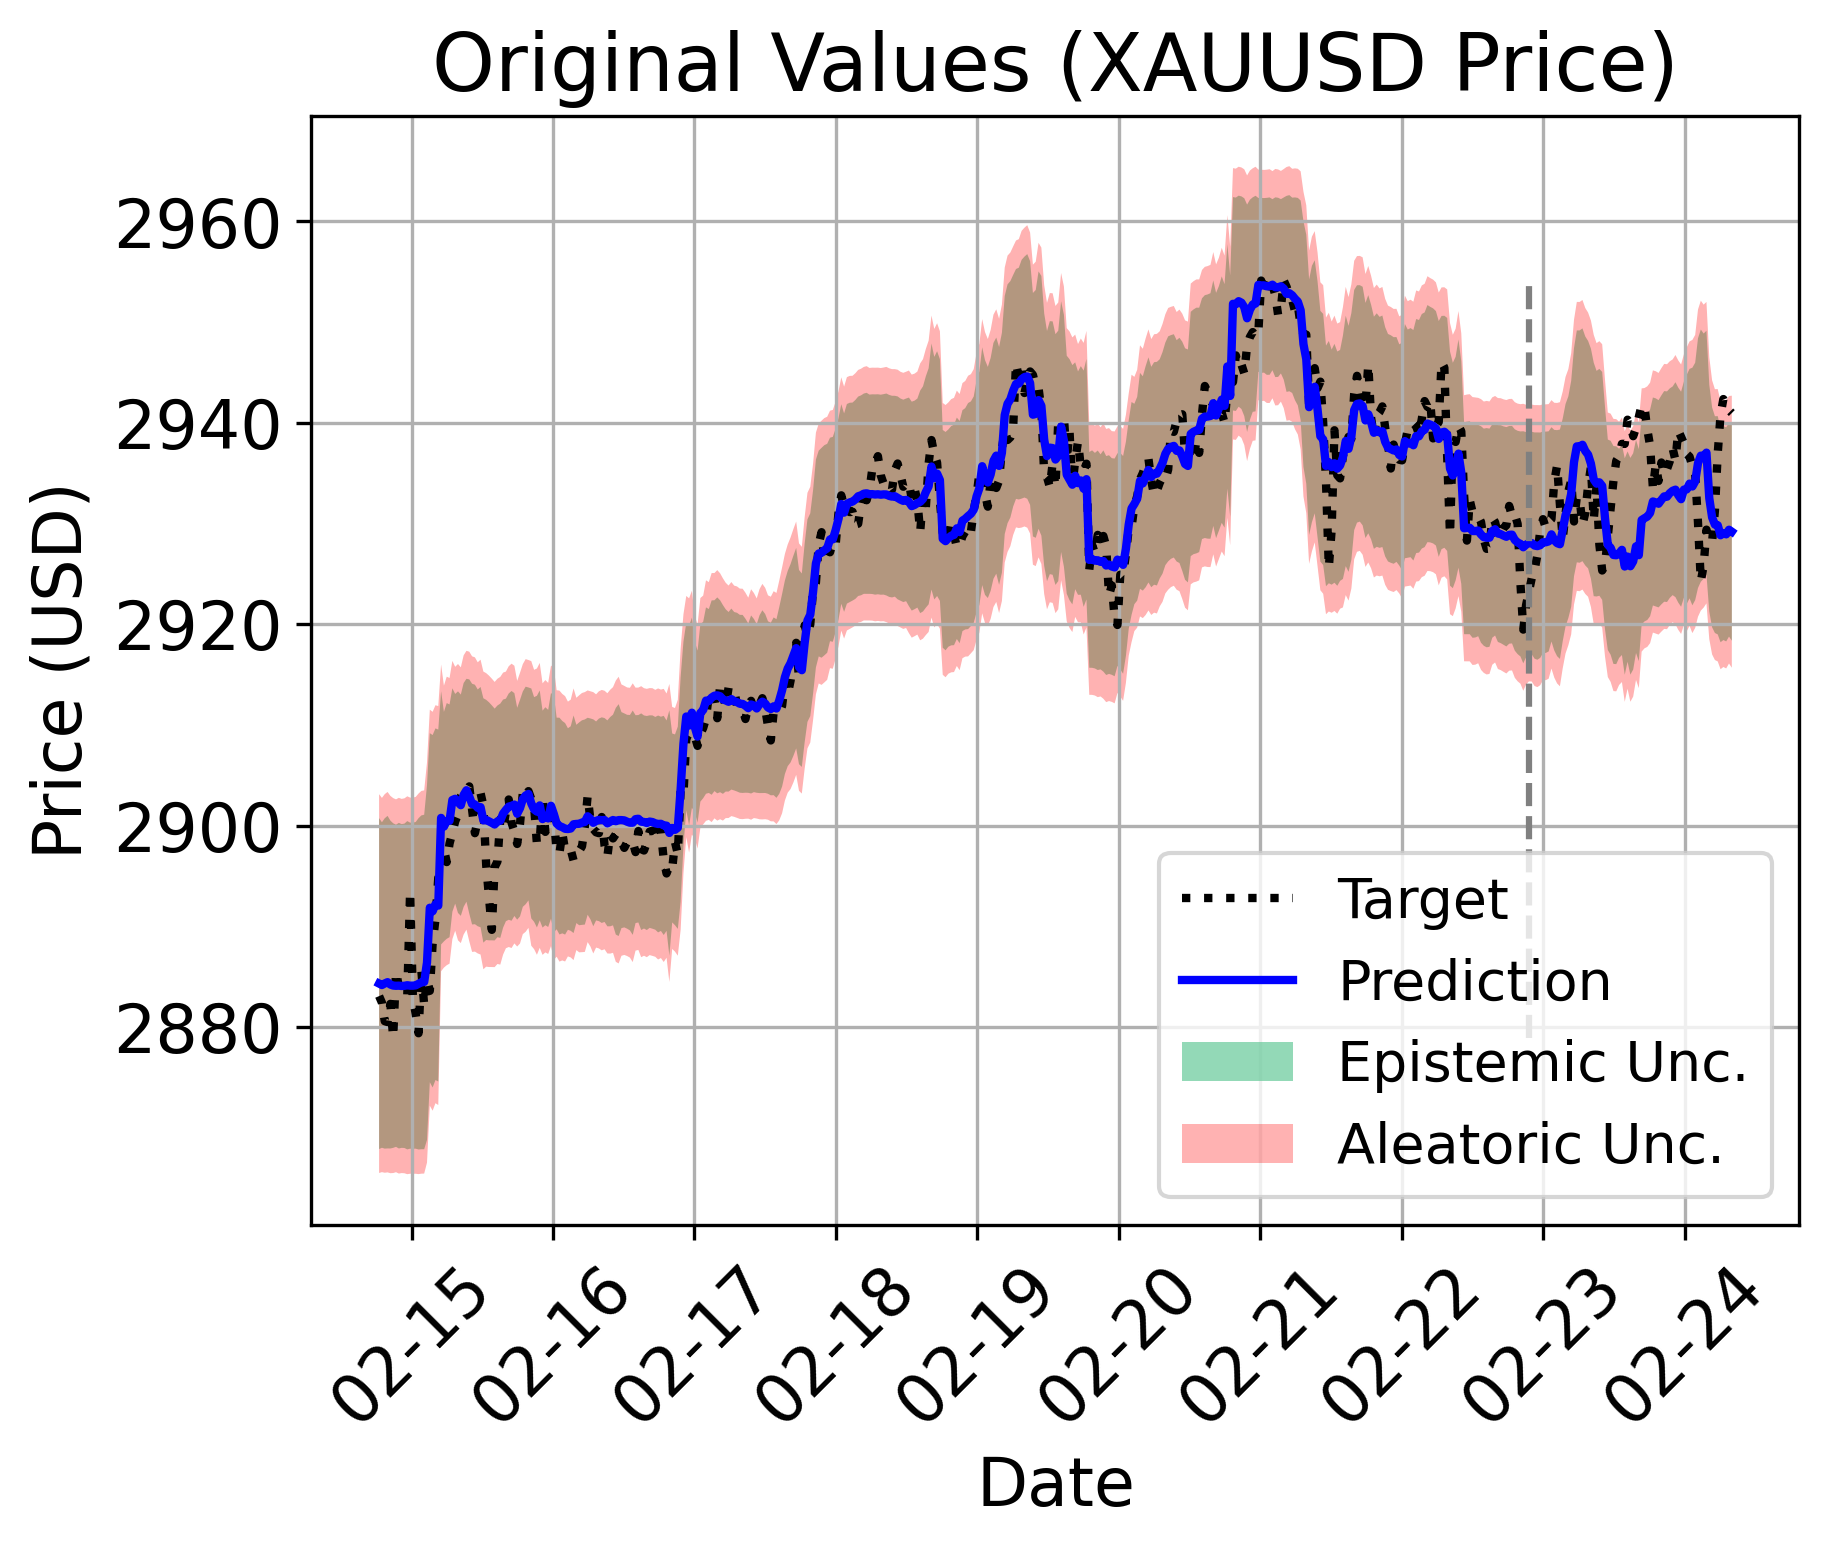 Original Values (XAUUSD Price)
Price (USD)
2960
2940
2920
2900
2880
Target
Prediction
Epistemic Unc.
Aleatoric Unc.
02-15
02-16
02-17
02-18
02-19
02-20
02-21
02-22
02-23
02-24
Date